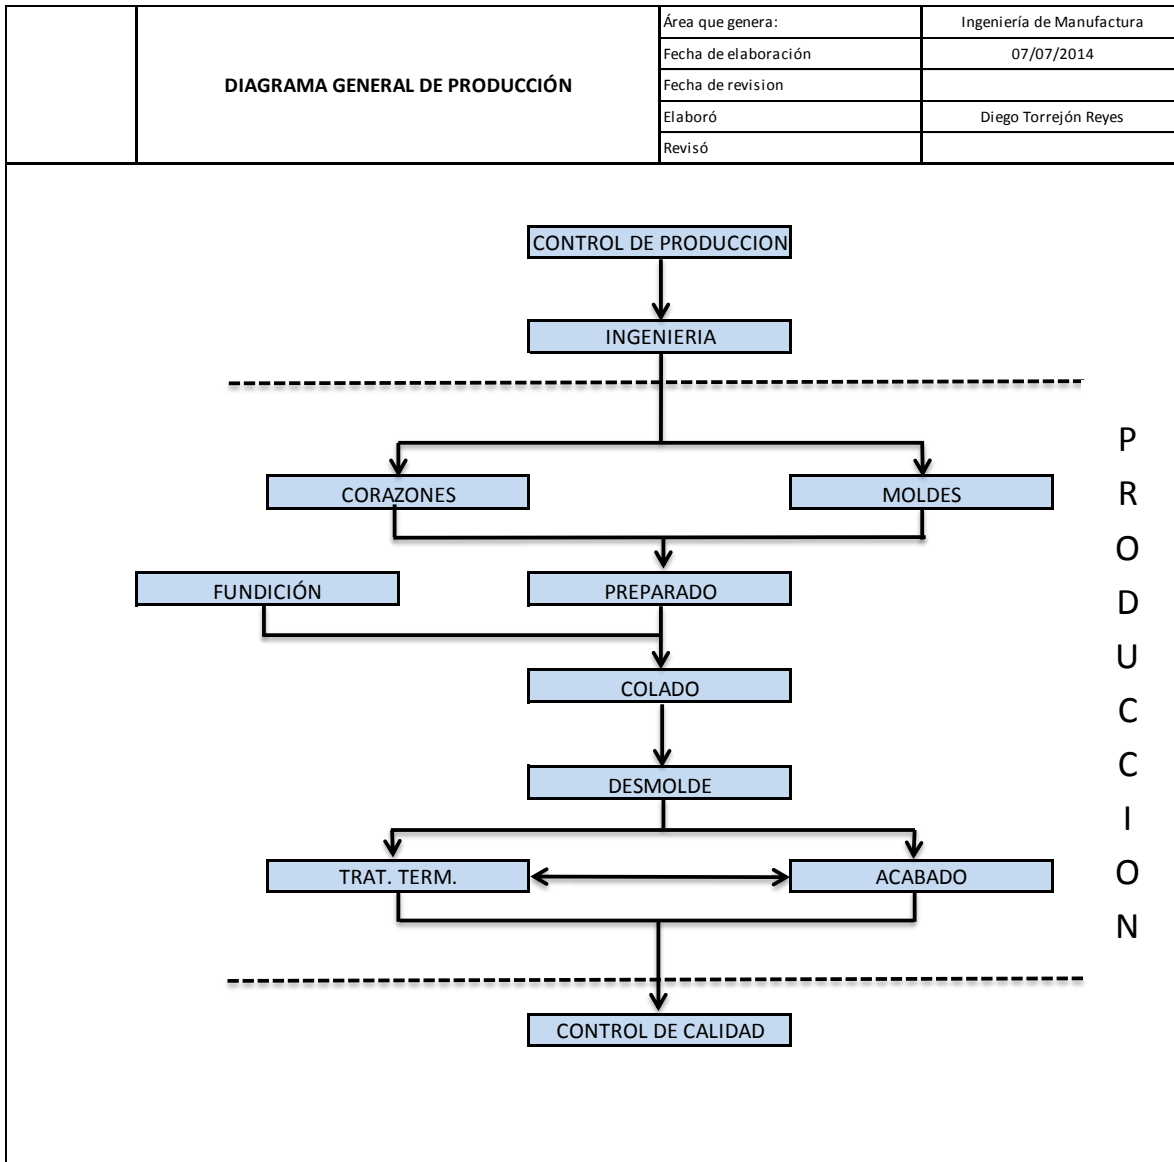 DIAGRAMA GENERAL DE PRODUCCIÓN
Área que genera:
Ingeniería de Manufactura
Fecha de elaboración
07/07/2014
Fecha de revision
Elaboró
Diego Torrejón Reyes
Revisó
CONTROL DE PRODUCCION
INGENIERIA
CORAZONES
MOLDES
FUNDICIÓN
PREPARADO
COLADO
DESMOLDE
TRAT. TERM.
ACABADO
CONTROL DE CALIDAD
P
R
O
D
U
C
C
I
O
N